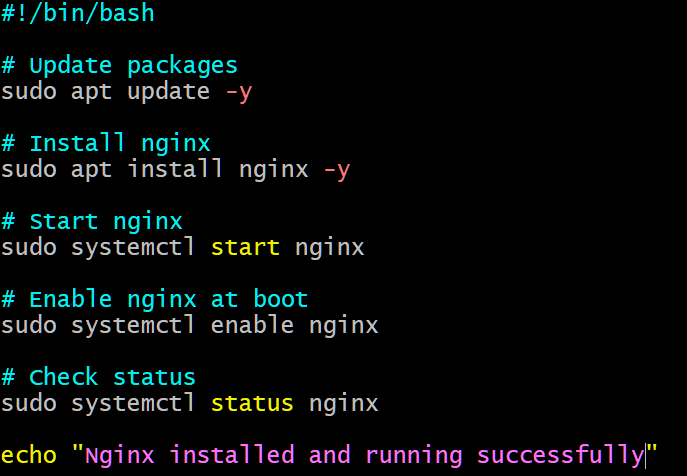 #!/bin/bash
# Update packages
sudo apt update -y
# Install nginx
sudo apt install nginx -y
# Start nginx
sudo systemctl start nginx
# Enable nginx at boot
sudo systemctl enable nginx
# Check status
sudo systemctl status nginx
echo "Nginx installed and running successfully"